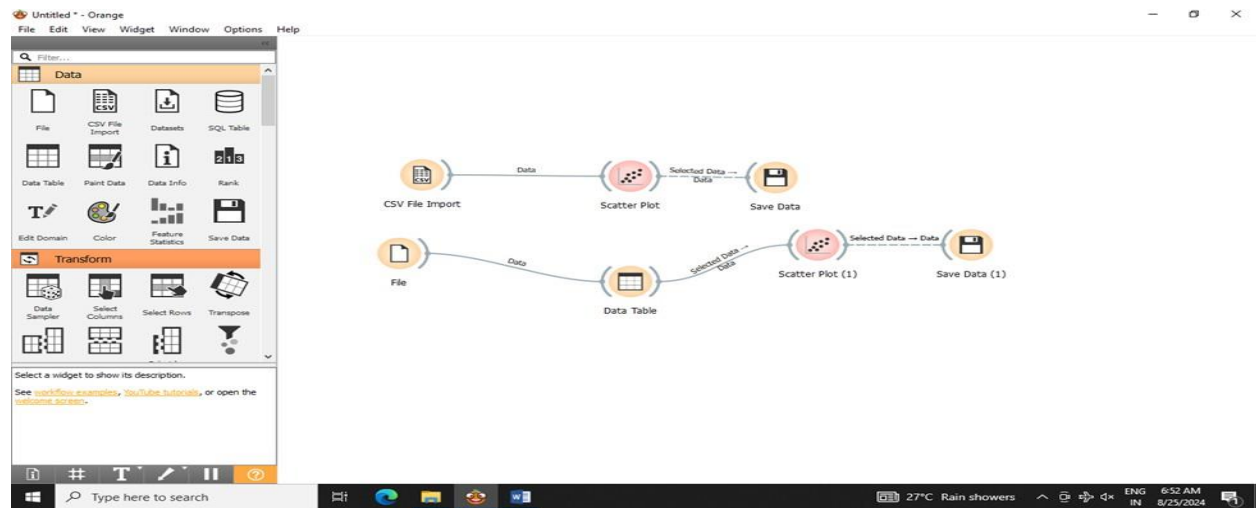 Untitled * - Orange
File Edit View Widget Window Options Help
Filter...
Data
File CSV File Import Datasets SQL Table
Data Table Paint Data Data Info Rank
Edit Domain Color Feature Statistics Save Data
Transform
Data Sampler Select Columns Select Rows Transpose
Select a widget to show its description.
See workflow examples, YouTube tutorials, or open the
welcome screen.
CSV File Import
Data
Scatter Plot
Selected Data →
Data
Save Data
File
Data
Data Table
Selected Data →
Data
Scatter Plot (1)
Selected Data → Data
Save Data (1)
Type here to search
27°C Rain showers
ENG
IN
6:52 AM
8/25/2024